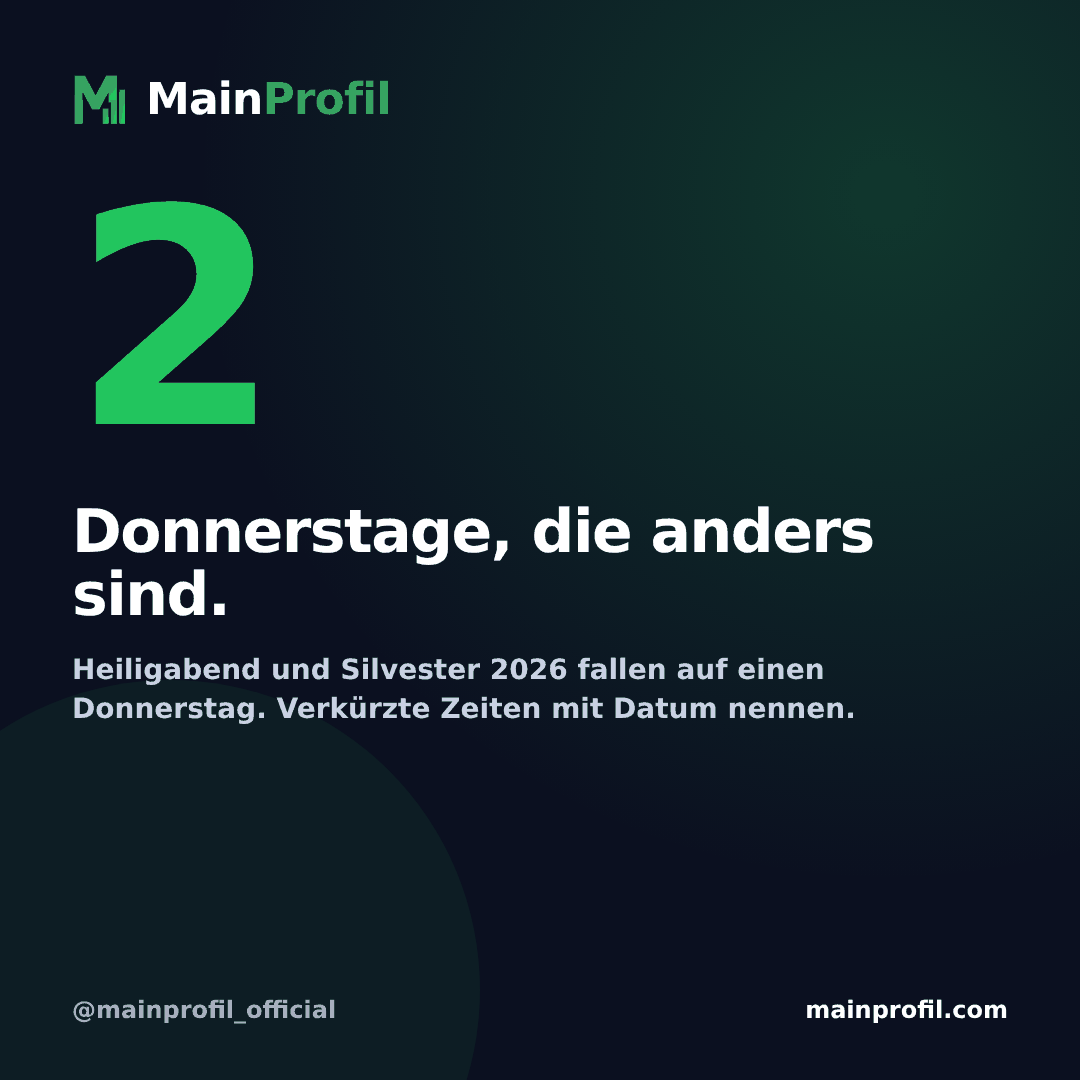 MainProfil
2
Donnerstage, die anders
sind.
Heiligabend und Silvester 2026 fallen auf einen
Donnerstag. Verkürzte Zeiten mit Datum nennen.
@mainprofil_official
mainprofil.com